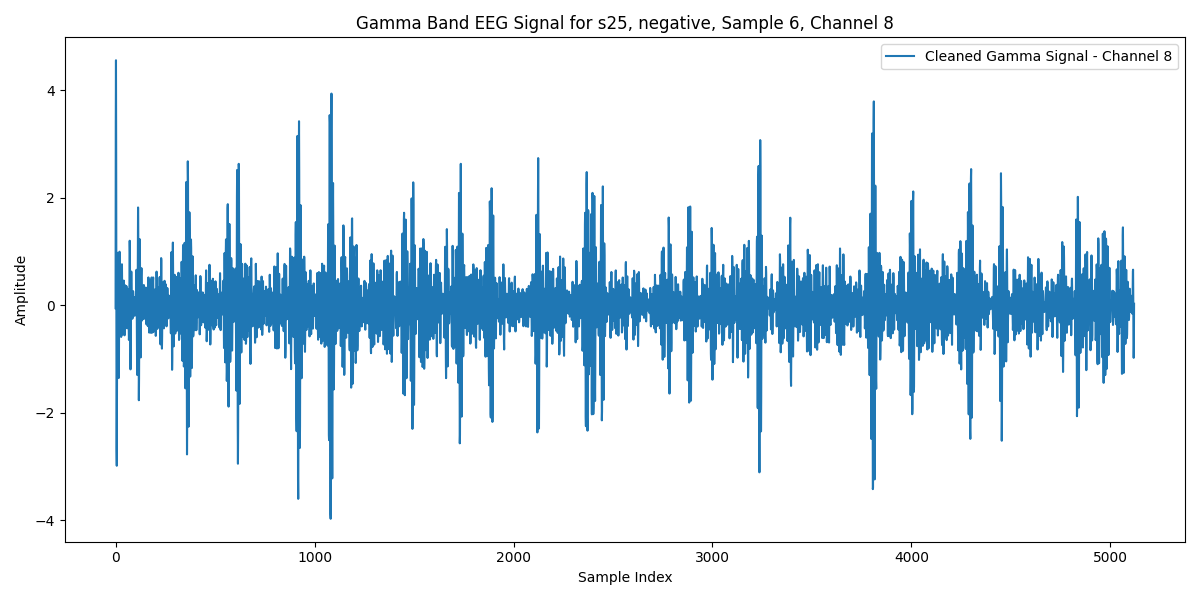 Gamma Band EEG Signal for s25, negative, Sample 6, Channel 8
Cleaned Gamma Signal - Channel 8
Amplitude
4
2
0
−2
−4
0 1000 2000 3000 4000 5000
Sample Index